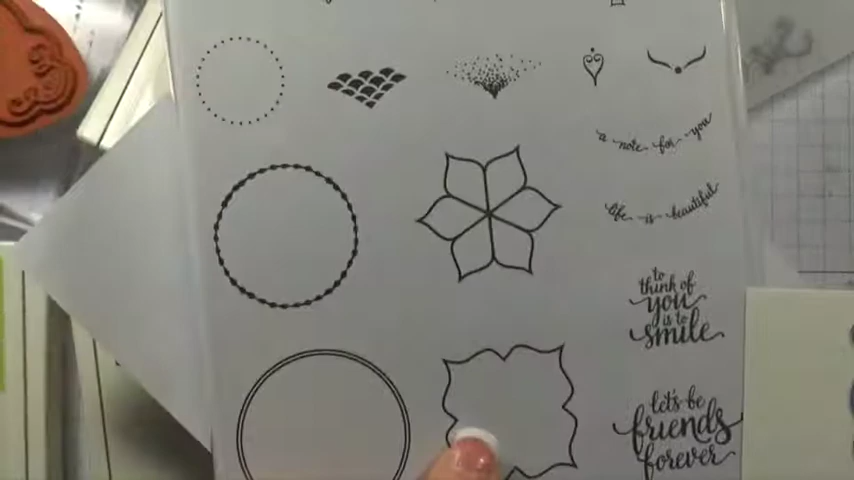 a note for you
life is beautiful
to
think of
you
is to
smile
let's be
friends
forever